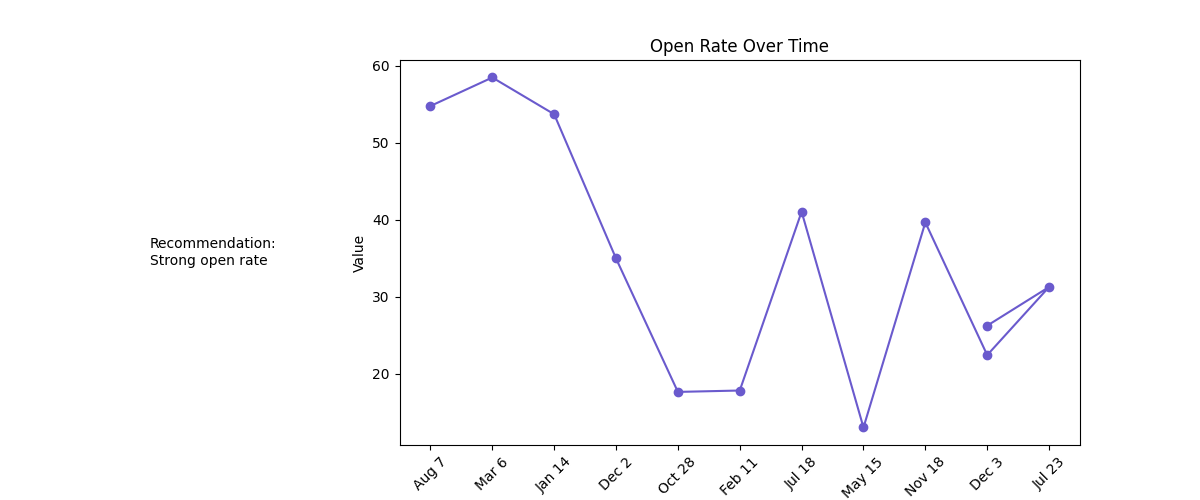 Open Rate Over Time
60
50
40
30
20
Value
Recommendation:
Strong open rate
Aug 7
Mar 6
Jan 14
Dec 2
Oct 28
Feb 11
Jul 18
May 15
Nov 18
Dec 3
Jul 23